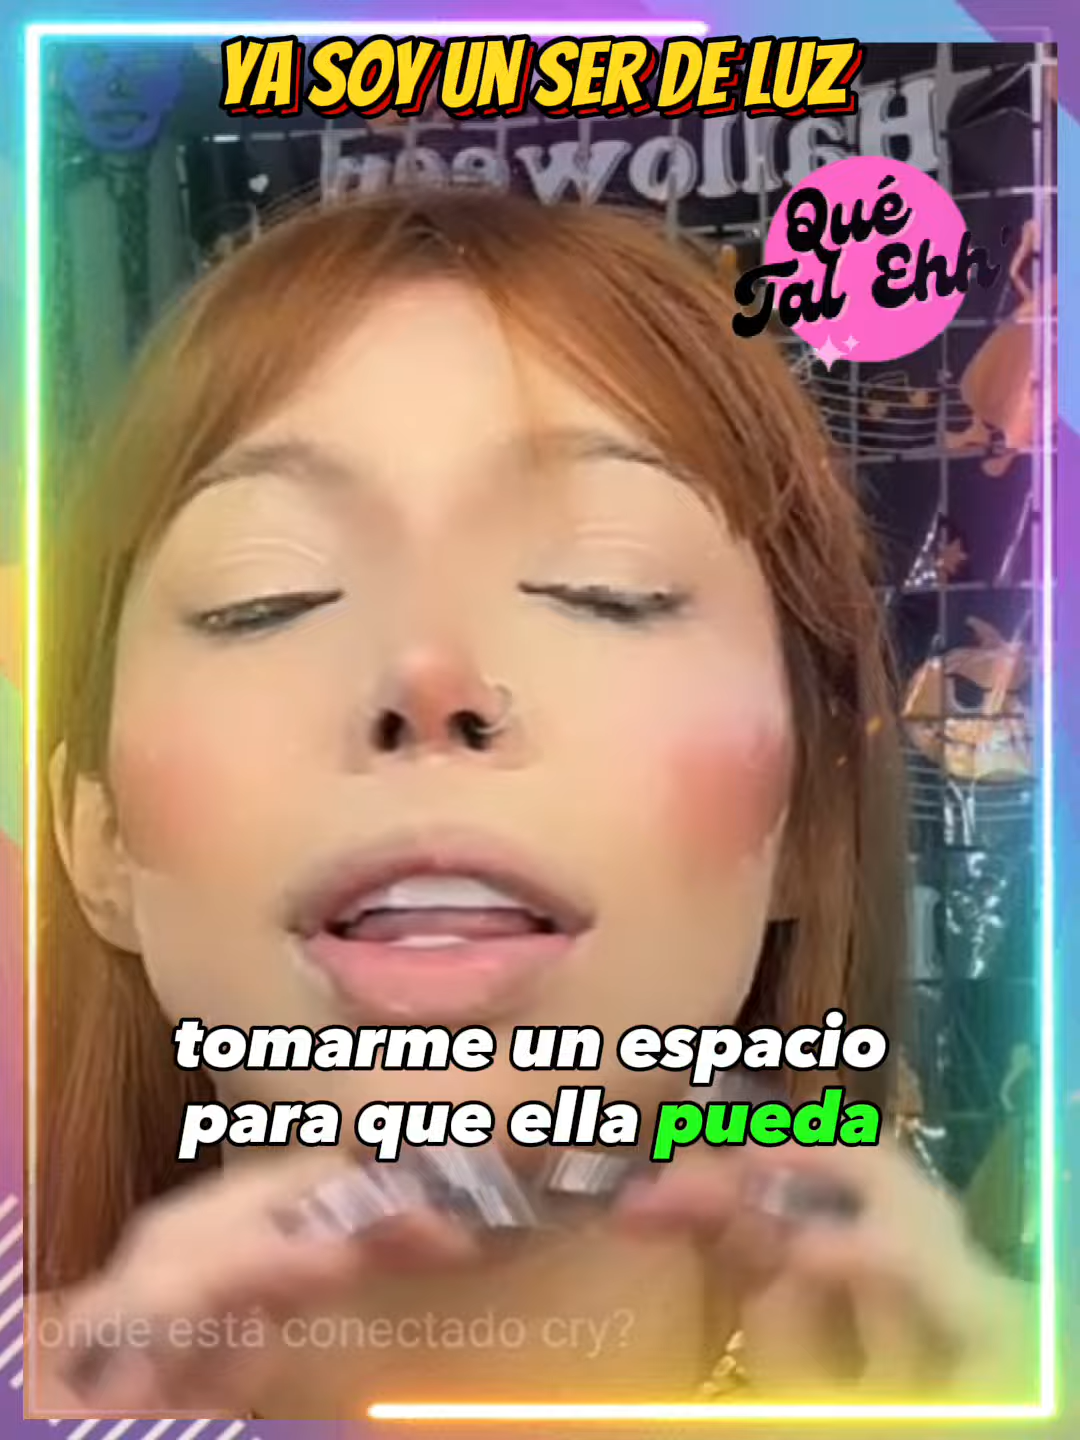 YA SOY UN SER DE LUZ
Halloween
Qué
Tal Ehh'
tomarme un espacio
para que ella pueda
onde está conectado cry?